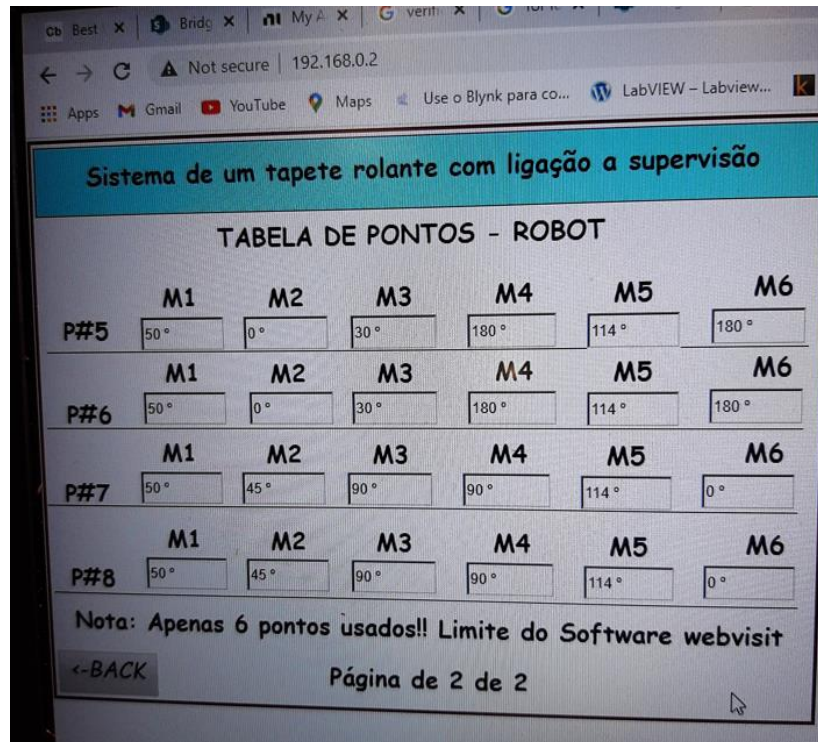 Best
Bridg
My A
verifi
Not secure 192.168.0.2
Apps Gmail YouTube Maps Use o Blynk para co... LabVIEW – Labview...
Sistema de um tapete rolante com ligação a supervisão
TABELA DE PONTOS - ROBOT
M1 M2 M3 M4 M5 M6
P#5 50 ° 0 ° 30 ° 180 ° 114 ° 180 °
M1 M2 M3 M4 M5 M6
P#6 50 ° 0 ° 30 ° 180 ° 114 ° 180 °
M1 M2 M3 M4 M5 M6
P#7 50 ° 45 ° 90 ° 90 ° 114 ° 0 °
M1 M2 M3 M4 M5 M6
P#8 50 ° 45 ° 90 ° 90 ° 114 ° 0 °
Nota: Apenas 6 pontos usados!! Limite do Software webvisit
<-BACK Página de 2 de 2